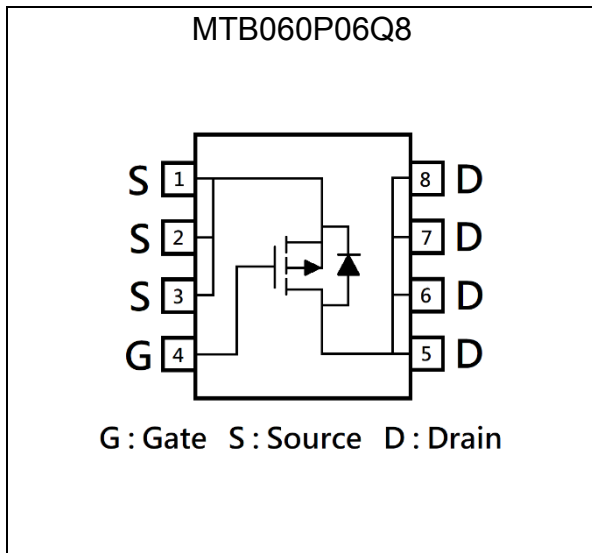 MTB060P06Q8
S 1 8 D
S 2 7 D
S 3 6 D
G 4 5 D
G : Gate S : Source D : Drain